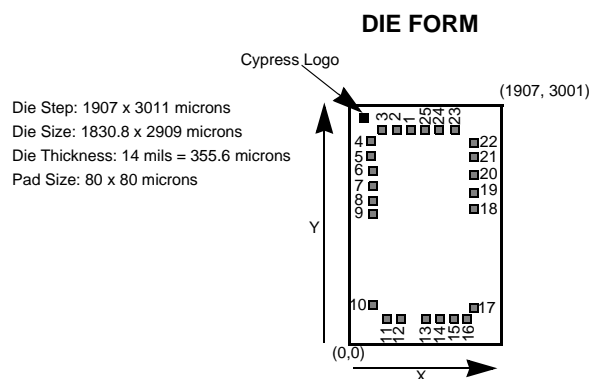 DIE FORM
Cypress Logo
(1907, 3001)
Die Step: 1907 x 3011 microns
Die Size: 1830.8 x 2909 microns
Die Thickness: 14 mils = 355.6 microns
Pad Size: 80 x 80 microns
3 2 1 25 24 23
4 22
5 21
6 20
7 19
8 18
9
Y
10 17
11 12 13 14 15 16
(0,0)
X